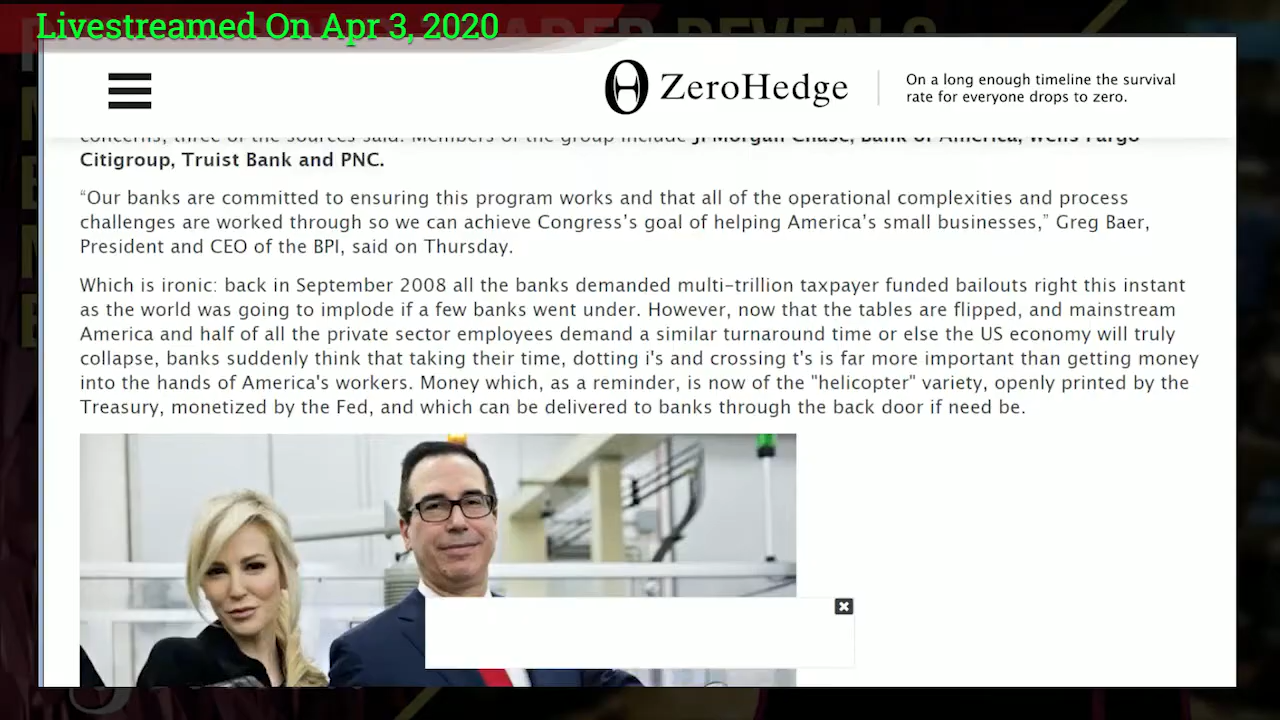 Livestreamed On Apr 3, 2020
ZeroHedge
On a long enough timeline the survival
rate for everyone drops to zero.
concerns, three of the sources said. Members of the group include JPMorgan Chase, Bank of America, Wells Fargo
Citigroup, Truist Bank and PNC.
“Our banks are committed to ensuring this program works and that all of the operational complexities and process
challenges are worked through so we can achieve Congress’s goal of helping America’s small businesses,” Greg Baer,
President and CEO of the BPI, said on Thursday.
Which is ironic: back in September 2008 all the banks demanded multi-trillion taxpayer funded bailouts right this instant
as the world was going to implode if a few banks went under. However, now that the tables are flipped, and mainstream
America and half of all the private sector employees demand a similar turnaround time or else the US economy will truly
collapse, banks suddenly think that taking their time, dotting i's and crossing t's is far more important than getting money
into the hands of America's workers. Money which, as a reminder, is now of the "helicopter" variety, openly printed by the
Treasury, monetized by the Fed, and which can be delivered to banks through the back door if need be.